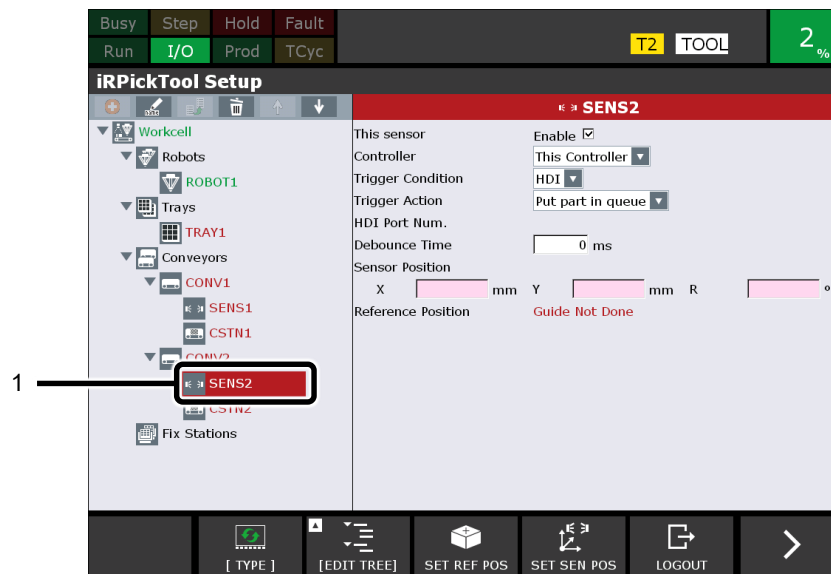 Busy Step Hold Fault
Run I/O Prod TCyc T2 TOOL 2 %
iRPickTool Setup
SENS2
Workcell
Robots
ROBOT1
Trays
TRAY1
Conveyors
CONV1
SENS1
CSTN1
CONV2
SENS2
CSTN2
Fix Stations
This sensor Enable
Controller This Controller
Trigger Condition HDI
Trigger Action Put part in queue
HDI Port Num.
Debounce Time 0 ms
Sensor Position
X mm Y mm R °
Reference Position Guide Not Done
1
[ TYPE ] [EDIT TREE] SET REF POS SET SEN POS LOGOUT